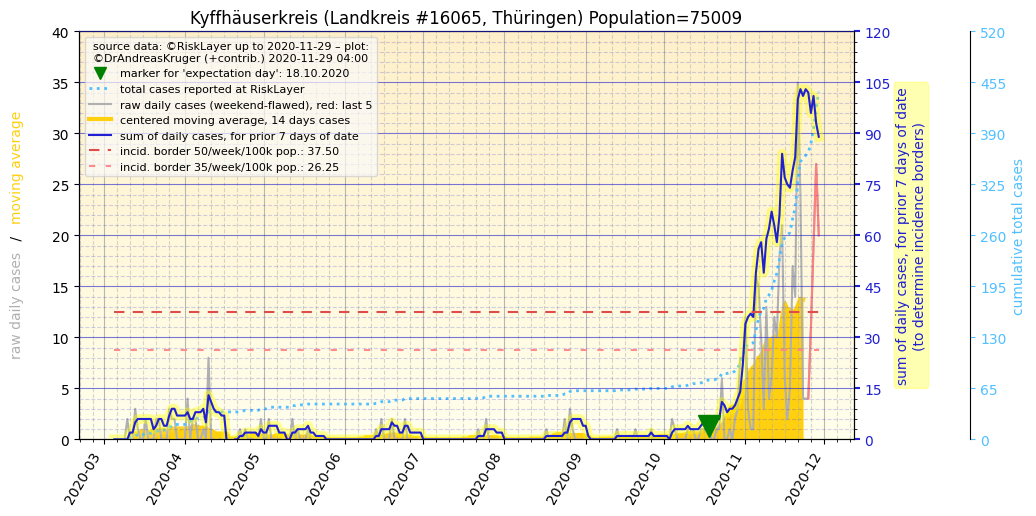 Kyffhäuserkreis (Landkreis #16065, Thüringen) Population=75009
source data: ©RiskLayer up to 2020-11-29 – plot:
©DrAndreasKruger (+contrib.) 2020-11-29 04:00
marker for 'expectation day': 18.10.2020
total cases reported at RiskLayer
raw daily cases (weekend-flawed), red: last 5
centered moving average, 14 days cases
sum of daily cases, for prior 7 days of date
incid. border 50/week/100k pop.: 37.50
incid. border 35/week/100k pop.: 26.25
raw daily cases / moving average
40
35
30
25
20
15
10
5
0
120
105
90
75
60
45
30
15
0
sum of daily cases, for prior 7 days of date
(to determine incidence borders)
520
455
390
325
260
195
130
65
0
cumulative total cases
2020-03
2020-04
2020-05
2020-06
2020-07
2020-08
2020-09
2020-10
2020-11
2020-12